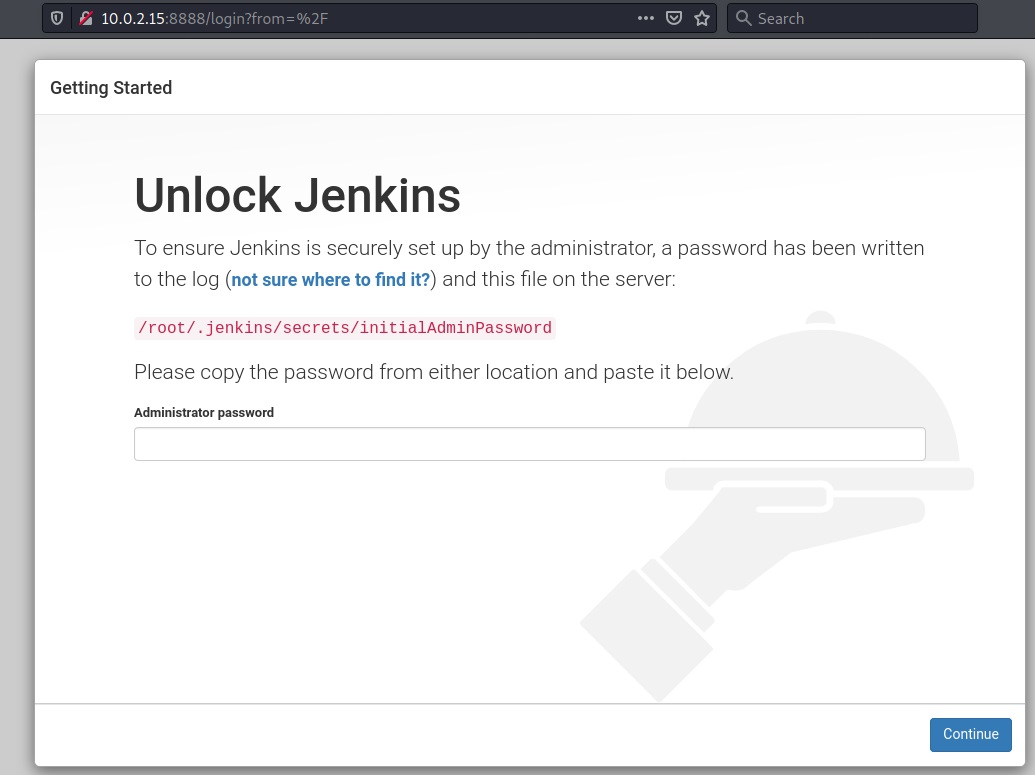 10.0.2.15:8888/login?from=%2F
Search
Getting Started
Unlock Jenkins
To ensure Jenkins is securely set up by the administrator, a password has been written
to the log (not sure where to find it?) and this file on the server:
/root/.jenkins/secrets/initialAdminPassword
Please copy the password from either location and paste it below.
Administrator password
Continue